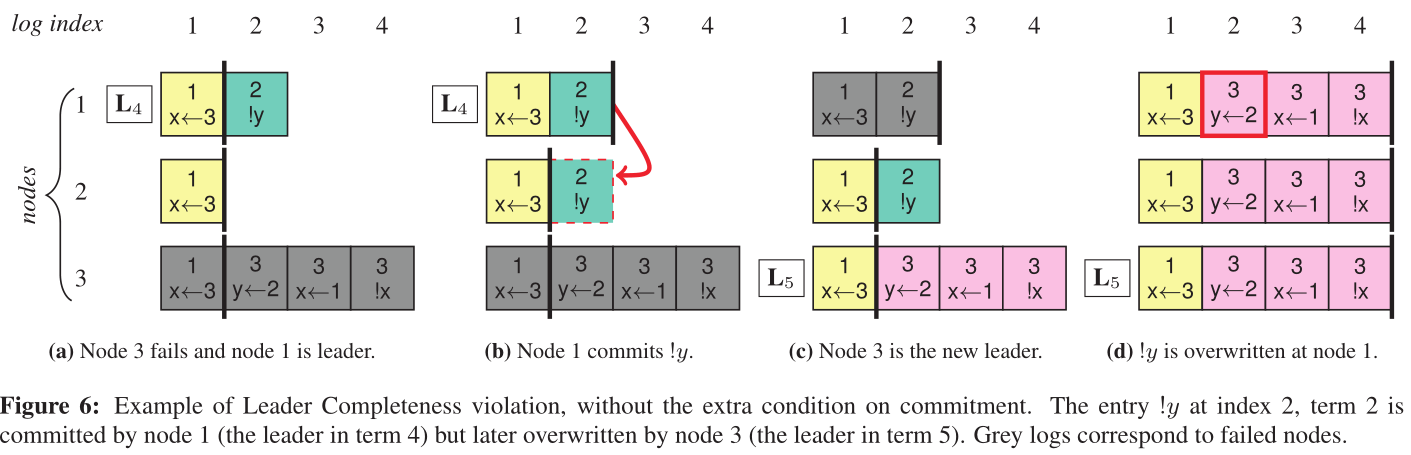 log index 1 2 3 4 1 2 3 4 1 2 3 4 1 2 3 4
1 2 1 2 1 2 1 3 3 3
1 L4 x←3 !y L4 x←3 !y x←3 !y x←3 y←2 x←1 !x
1 1 2 1 2 1 3 3 3
nodes 2 x←3 x←3 !y x←3 !y x←3 y←2 x←1 !x
1 3 3 3 1 3 3 3 1 3 3 3 1 3 3 3
3 x←3 y←2 x←1 !x x←3 y←2 x←1 !x L5 x←3 y←2 x←1 !x L5 x←3 y←2 x←1 !x
(a) Node 3 fails and node 1 is leader. (b) Node 1 commits !y. (c) Node 3 is the new leader. (d) !y is overwritten at node 1.
Figure 6: Example of Leader Completeness violation, without the extra condition on commitment. The entry !y at index 2, term 2 is
committed by node 1 (the leader in term 4) but later overwritten by node 3 (the leader in term 5). Grey logs correspond to failed nodes.